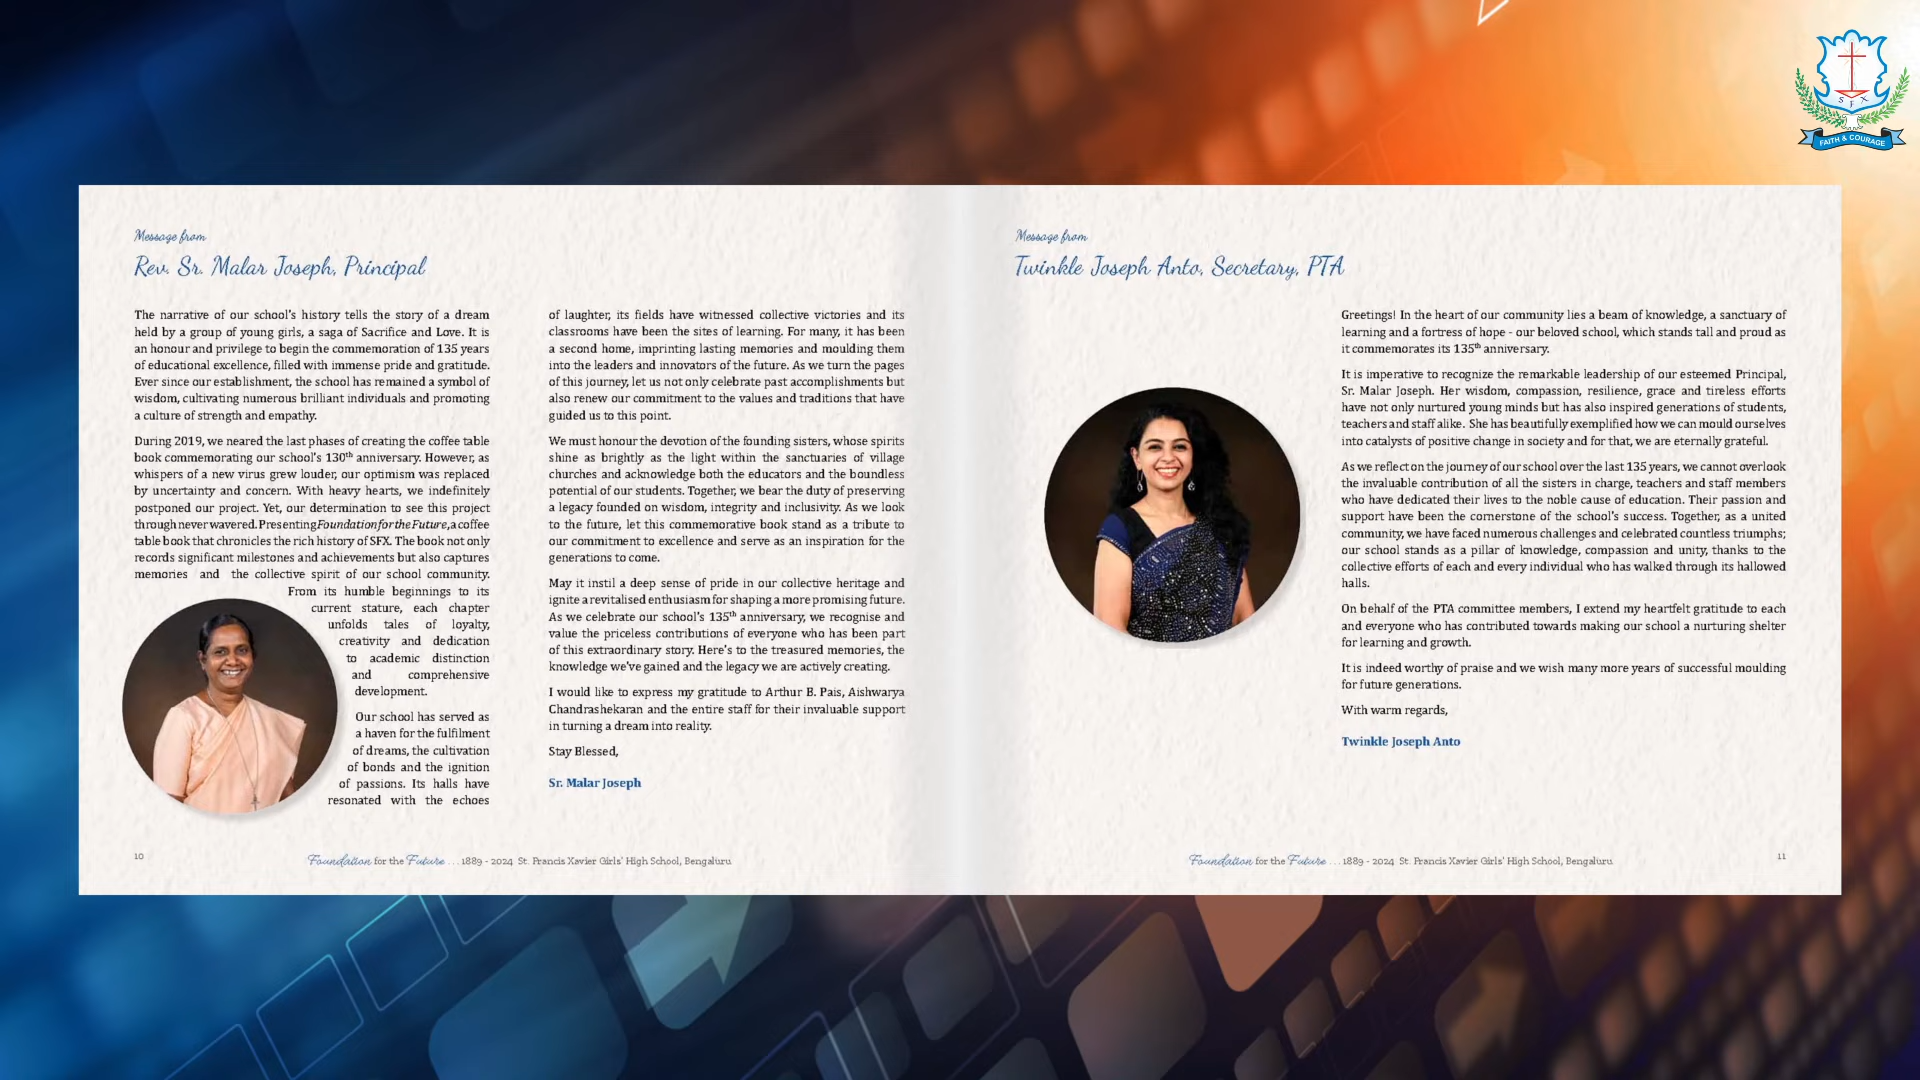 S F X
FAITH & COURAGE
Message from
Rev. Sr. Malar Joseph, Principal
The narrative of our school's history tells the story of a dream
held by a group of young girls, a saga of Sacrifice and Love. It is
an honour and privilege to begin the commemoration of 135 years
of educational excellence, filled with immense pride and gratitude.
Ever since our establishment, the school has remained a symbol of
wisdom, cultivating numerous brilliant individuals and promoting
a culture of strength and empathy.
During 2019, we neared the last phases of creating the coffee table
book commemorating our school's 130th anniversary. However, as
whispers of a new virus grew louder, our optimism was replaced
by uncertainty and concern. With heavy hearts, we indefinitely
postponed our project. Yet, our determination to see this project
through never wavered. Presenting Foundation for the Future, a coffee
table book that chronicles the rich history of SFX. The book not only
records significant milestones and achievements but also captures
memories and the collective spirit of our school community.
From its humble beginnings to its
current stature, each chapter
unfolds tales of loyalty,
creativity and dedication
to academic distinction
and comprehensive
development.
Our school has served as
a haven for the fulfilment
of dreams, the cultivation
of bonds and the ignition
of passions. Its halls have
resonated with the echoes
of laughter, its fields have witnessed collective victories and its
classrooms have been the sites of learning. For many, it has been
a second home, imprinting lasting memories and moulding them
into the leaders and innovators of the future. As we turn the pages
of this journey, let us not only celebrate past accomplishments but
also renew our commitment to the values and traditions that have
guided us to this point.
We must honour the devotion of the founding sisters, whose spirits
shine as brightly as the light within the sanctuaries of village
churches and acknowledge both the educators and the boundless
potential of our students. Together, we bear the duty of preserving
a legacy founded on wisdom, integrity and inclusivity. As we look
to the future, let this commemorative book stand as a tribute to
our commitment to excellence and serve as an inspiration for the
generations to come.
May it instil a deep sense of pride in our collective heritage and
ignite a revitalised enthusiasm for shaping a more promising future.
As we celebrate our school's 135th anniversary, we recognise and
value the priceless contributions of everyone who has been part
of this extraordinary story. Here's to the treasured memories, the
knowledge we've gained and the legacy we are actively creating.
I would like to express my gratitude to Arthur B. Pais, Aishwarya
Chandrashekaran and the entire staff for their invaluable support
in turning a dream into reality.
Stay Blessed,
Sr. Malar Joseph
10
Foundation for the Future . . . 1889 - 2024 St. Francis Xavier Girls' High School, Bengaluru
Message from
Twinkle Joseph Anto, Secretary, PTA
Greetings! In the heart of our community lies a beam of knowledge, a sanctuary of
learning and a fortress of hope - our beloved school, which stands tall and proud as
it commemorates its 135th anniversary.
It is imperative to recognize the remarkable leadership of our esteemed Principal,
Sr. Malar Joseph. Her wisdom, compassion, resilience, grace and tireless efforts
have not only nurtured young minds but has also inspired generations of students,
teachers and staff alike. She has beautifully exemplified how we can mould ourselves
into catalysts of positive change in society and for that, we are eternally grateful.
As we reflect on the journey of our school over the last 135 years, we cannot overlook
the invaluable contribution of all the sisters in charge, teachers and staff members
who have dedicated their lives to the noble cause of education. Their passion and
support have been the cornerstone of the school's success. Together, as a united
community, we have faced numerous challenges and celebrated countless triumphs;
our school stands as a pillar of knowledge, compassion and unity, thanks to the
collective efforts of each and every individual who has walked through its hallowed
halls.
On behalf of the PTA committee members, I extend my heartfelt gratitude to each
and everyone who has contributed towards making our school a nurturing shelter
for learning and growth.
It is indeed worthy of praise and we wish many more years of successful moulding
for future generations.
With warm regards,
Twinkle Joseph Anto
Foundation for the Future . . . 1889 - 2024 St. Francis Xavier Girls' High School, Bengaluru
11